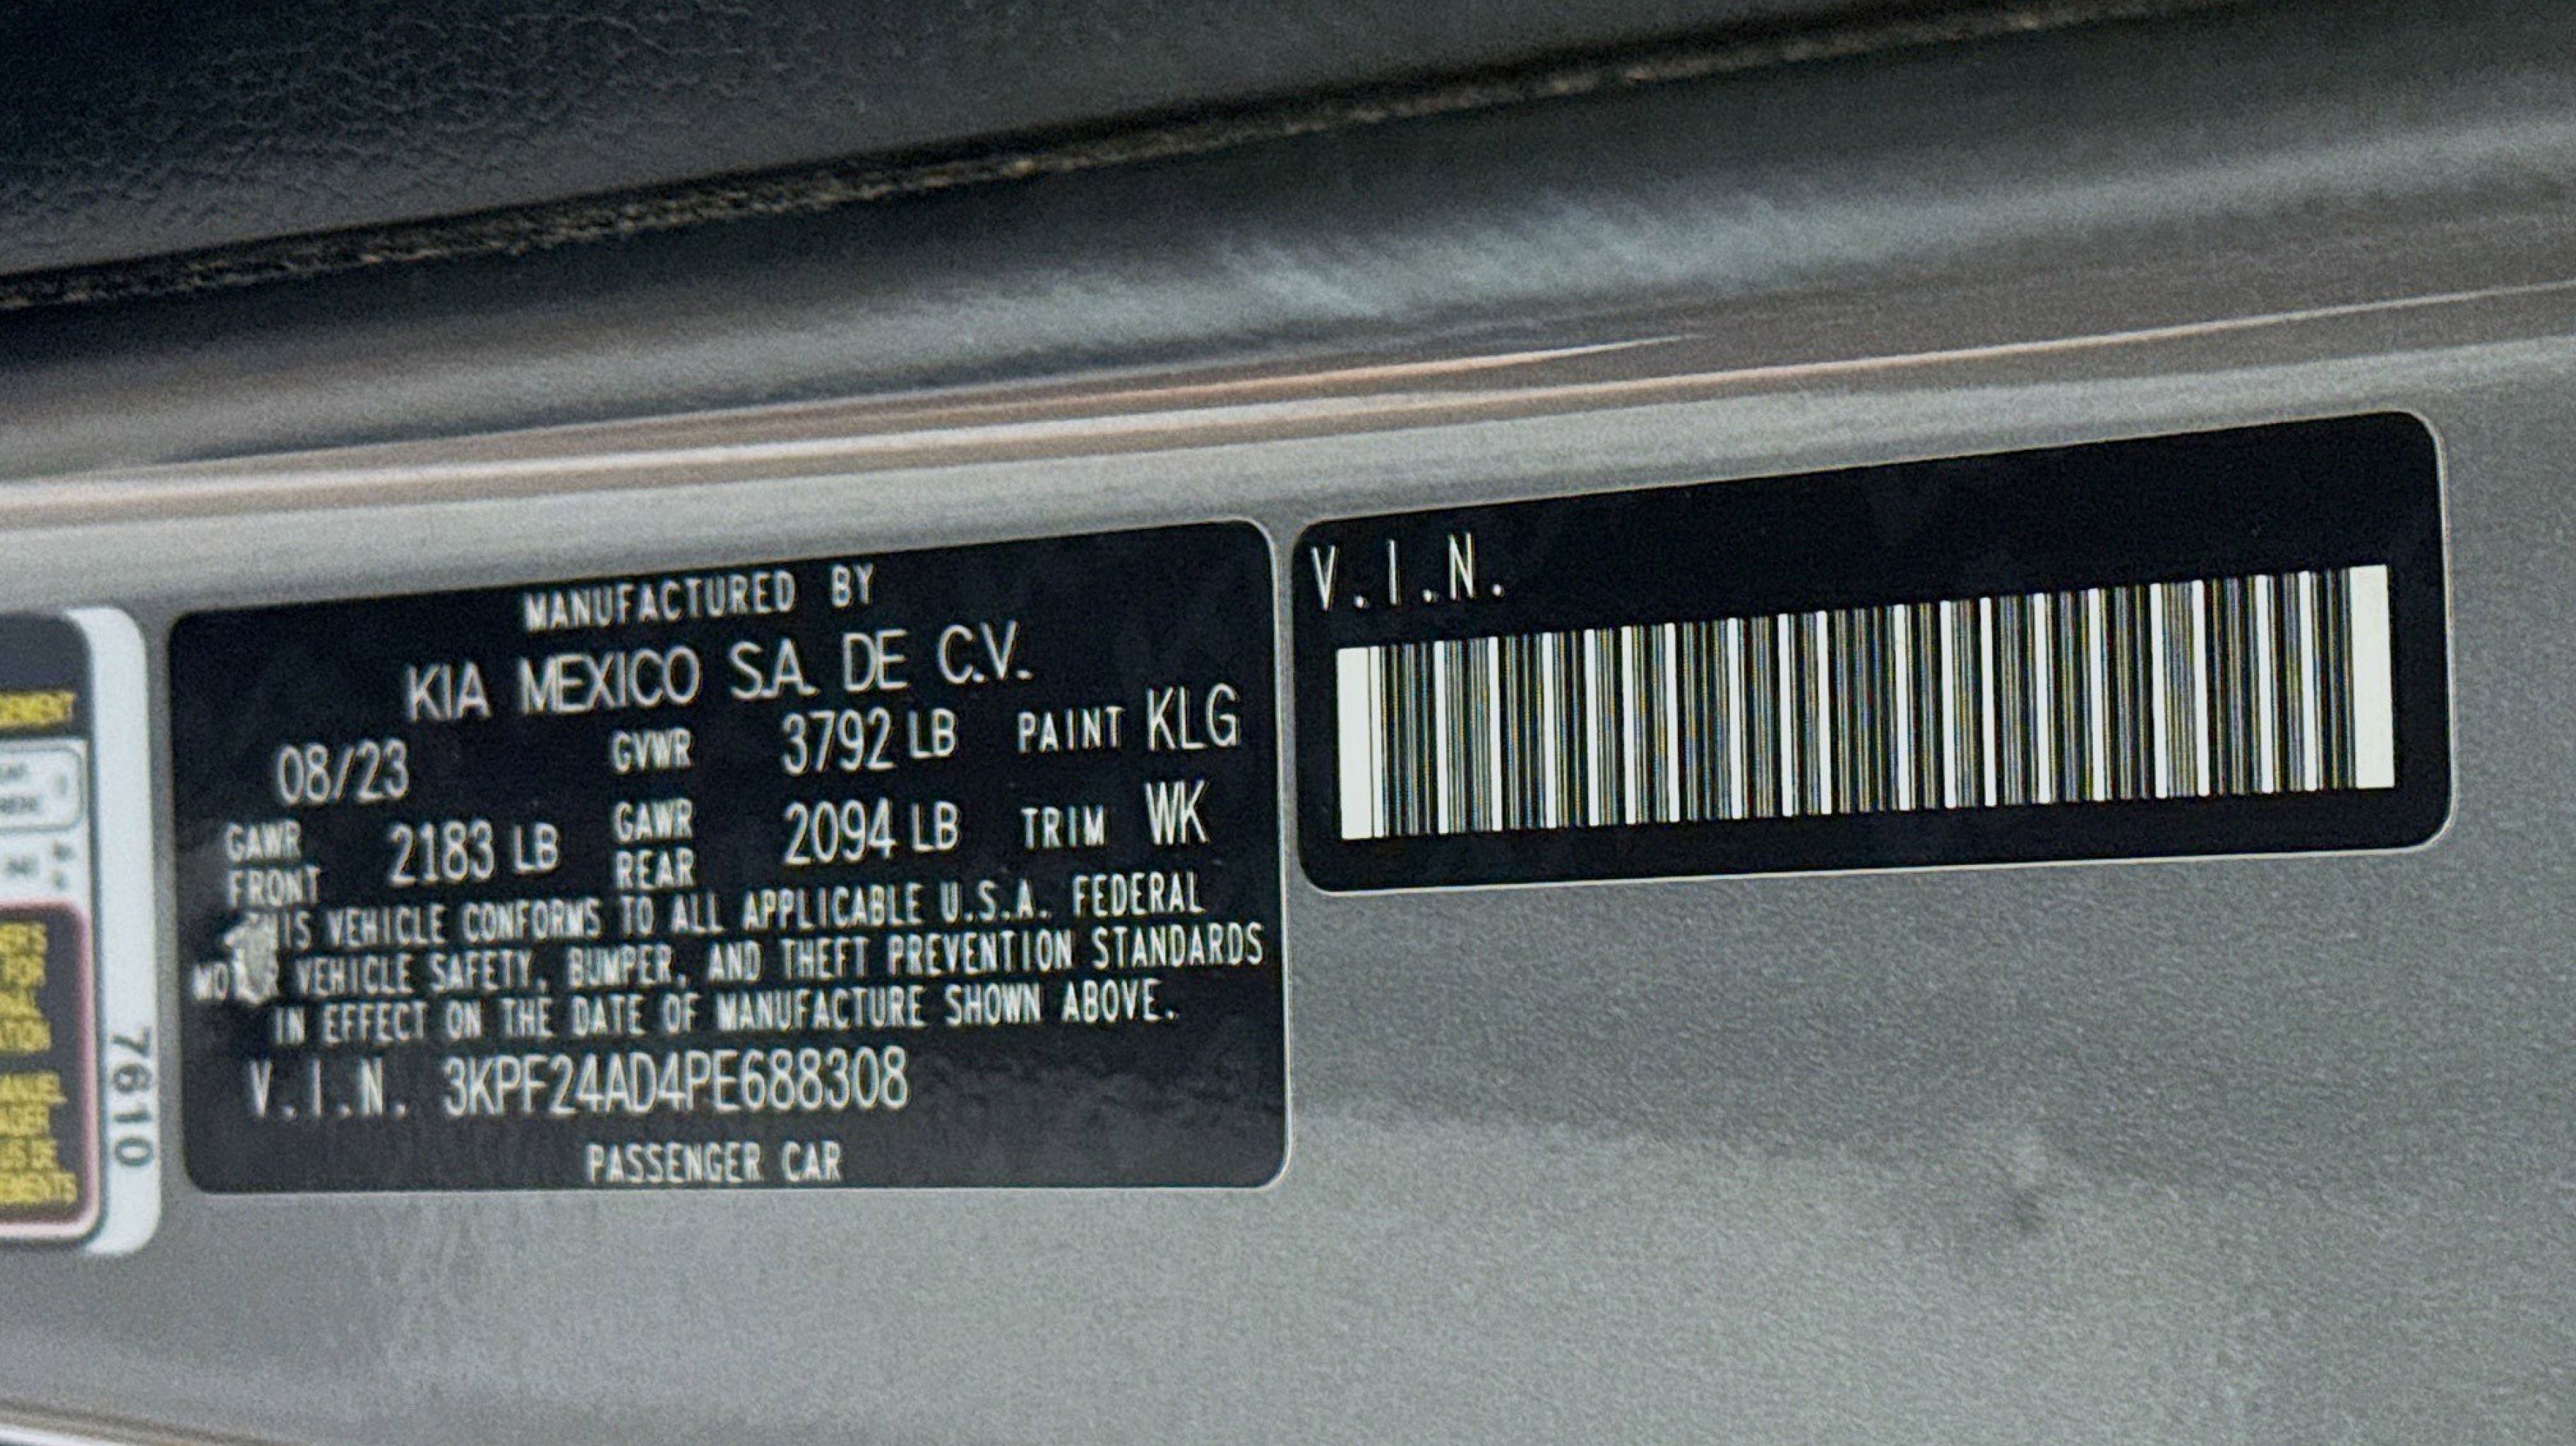 MANUFACTURED BY
KIA MEXICO S.A. DE C.V.
08/23 GVWR 3792 LB PAINT KLG
GAWR FRONT 2183 LB GAWR REAR 2094 LB TRIM WK
THIS VEHICLE CONFORMS TO ALL APPLICABLE U.S.A. FEDERAL
VEHICLE SAFETY, BUMPER, AND THEFT PREVENTION STANDARDS
IN EFFECT ON THE DATE OF MANUFACTURE SHOWN ABOVE.
V.I.N. 3KPF24AD4PE688308
PASSENGER CAR
V.I.N.
7610